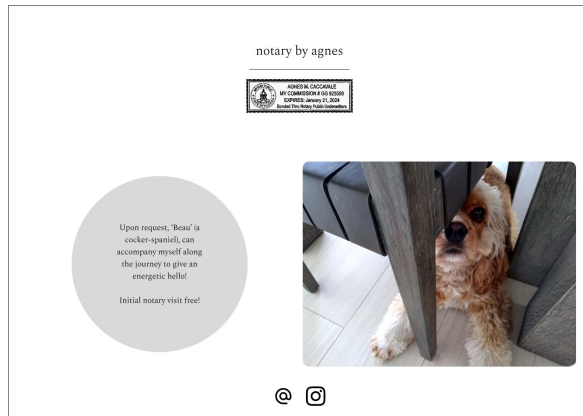 notary by agnes
AGNES M. CACCAVALE
MY COMMISSION # GG 925509
EXPIRES: January 21, 2024
Bonded Thru Notary Public Underwriters
Upon request, ‘Beau’ (a
cocker-spaniel), can
accompany myself along
the journey to give an
energetic hello!
Initial notary visit free!
@